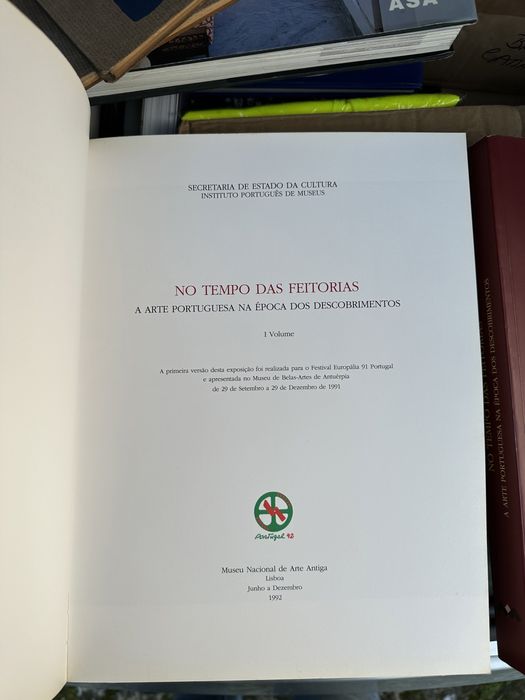 ASA
SECRETARIA DE ESTADO DA CULTURA
INSTITUTO PORTUGUÊS DE MUSEUS
NO TEMPO DAS FEITORIAS
A ARTE PORTUGUESA NA ÉPOCA DOS DESCOBRIMENTOS
I Volume
A primeira versão desta exposição foi realizada para o Festival Europália 91 Portugal
e apresentada no Museu de Belas-Artes de Antuérpia
de 29 de Setembro a 29 de Dezembro de 1991
Portugal 92
Museu Nacional de Arte Antiga
Lisboa
Junho a Dezembro
1992
NO TEMPO DAS FEITORIAS
A ARTE PORTUGUESA NA ÉPOCA DOS DESCOBRIMENTOS